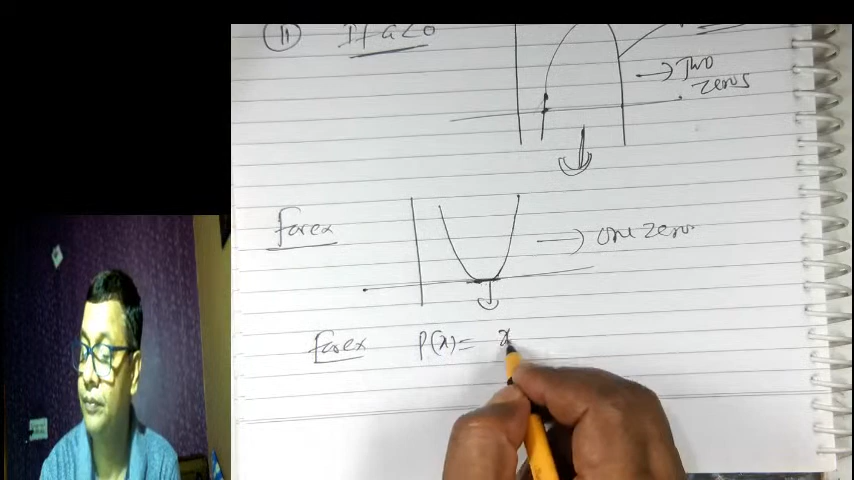 (II) If a<0
→ Two
zeros
For ex
→ one zero
For ex P(x) = x